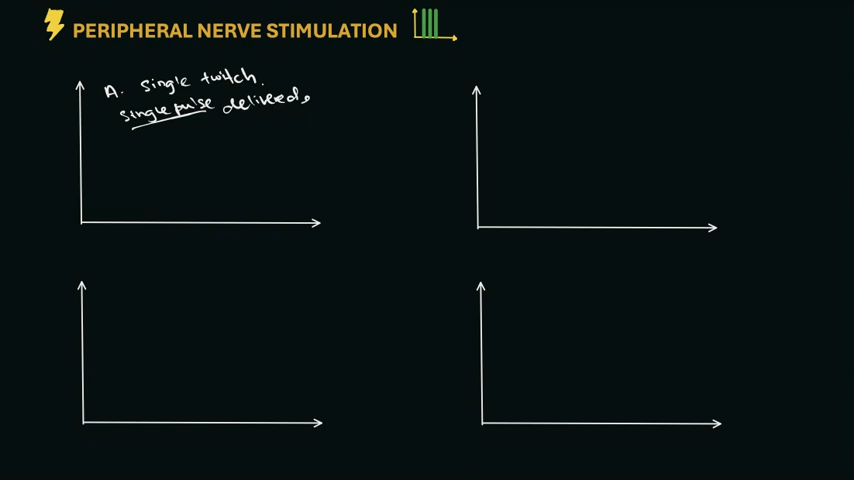 PERIPHERAL NERVE STIMULATION
A. Single twitch.
single pulse delivered,